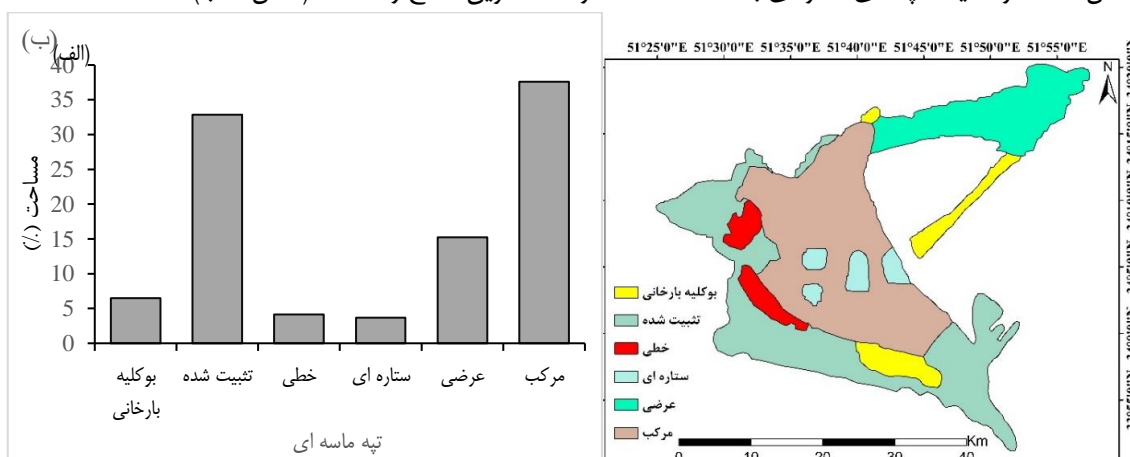 (ب)
(الف)
مساحت (٪)
40
35
30
25
20
15
10
5
0
بوکلیه بارخانی
تثبیت شده
خطی
ستاره ای
عرضی
مرکب
تپه ماسه ای
51°25'0"E 51°30'0"E 51°35'0"E 51°40'0"E 51°45'0"E 51°50'0"E 51°55'0"E
N
بوکلیه بارخانی
تثبیت شده
خطی
ستاره ای
عرضی
مرکب
Km
0 10 20 30 40